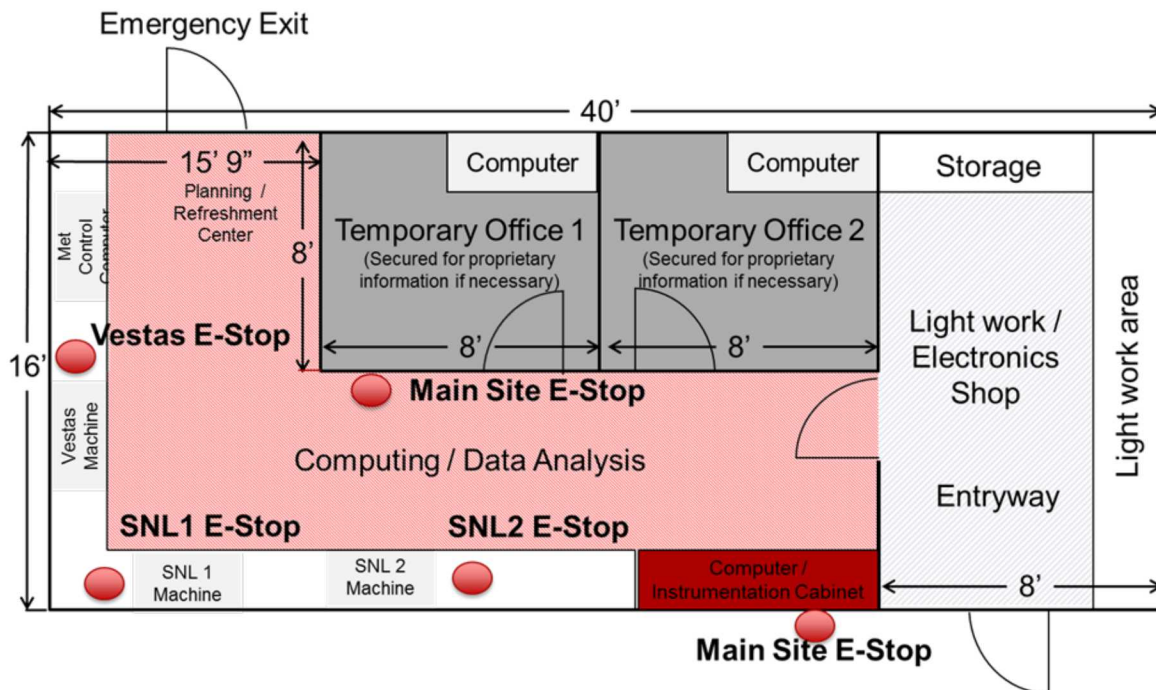 Emergency Exit
40’
15’ 9”
Planning /
Refreshment
Center
8’
Computer
Computer
Storage
Met
Control
Computer
Temporary Office 1
(Secured for proprietary
information if necessary)
Temporary Office 2
(Secured for proprietary
information if necessary)
Light work /
Electronics
Shop
Light work area
Vestas E-Stop
16’
8’
8’
Main Site E-Stop
Vestas
Machine
Computing / Data Analysis
Entryway
SNL1 E-Stop
SNL2 E-Stop
SNL 1
Machine
SNL 2
Machine
Computer /
Instrumentation Cabinet
8’
Main Site E-Stop